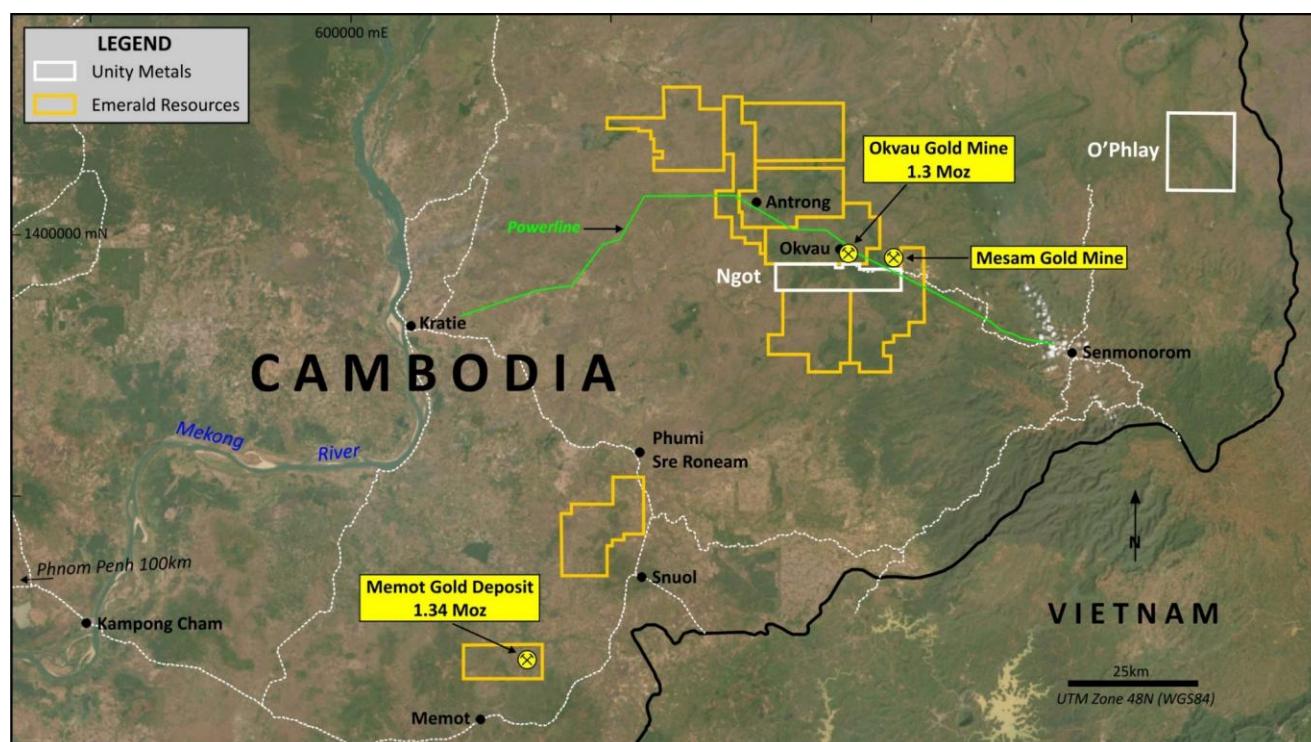 LEGEND
Unity Metals
Emerald Resources
600000 mE
1400000 mN
O'Phlay
Okvau Gold Mine
1.3 Moz
Antrong
Powerline
Okvau
Mesam Gold Mine
Ngot
Kratie
Senmonorom
CAMBODIA
Mekong
River
Phumi
Sre Roneam
N
Phnom Penh 100km
Snuol
Memot Gold Deposit
1.34 Moz
Kampong Cham
VIETNAM
25km
UTM Zone 48N (WGS84)
Memot